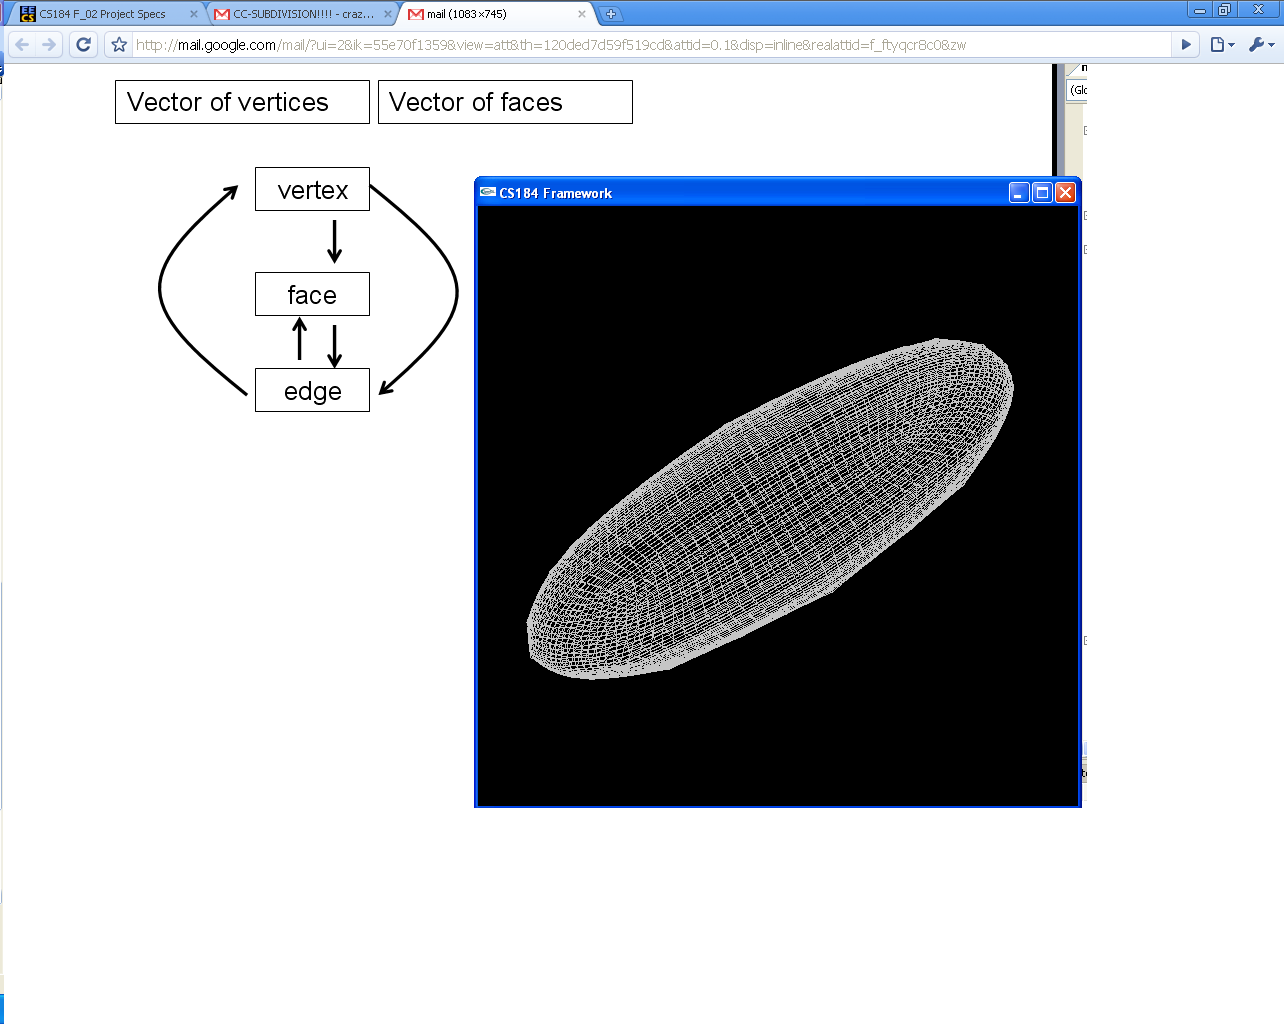 EECS CS184 F_02 Project Specs
CC-SUBDIVISION!!!! - craz...
mail (1083×745)
http://mail.google.com/mail/?ui=2&ik=55e70f1359&view=att&th=120ded7d59f519cd&attid=0.1&disp=inline&realattid=f_ftyqcr8c0&zw
Vector of vertices
Vector of faces
(Glo
vertex
CS184 Framework
face
edge